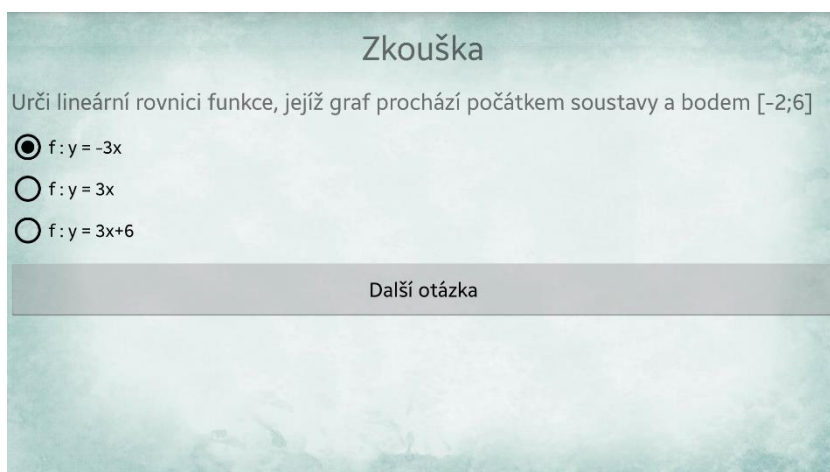 Zkouška
Urči lineární rovnici funkce, jejíž graf prochází počátkem soustavy a bodem [-2;6]
f : y = -3x
f : y = 3x
f : y = 3x+6
Další otázka